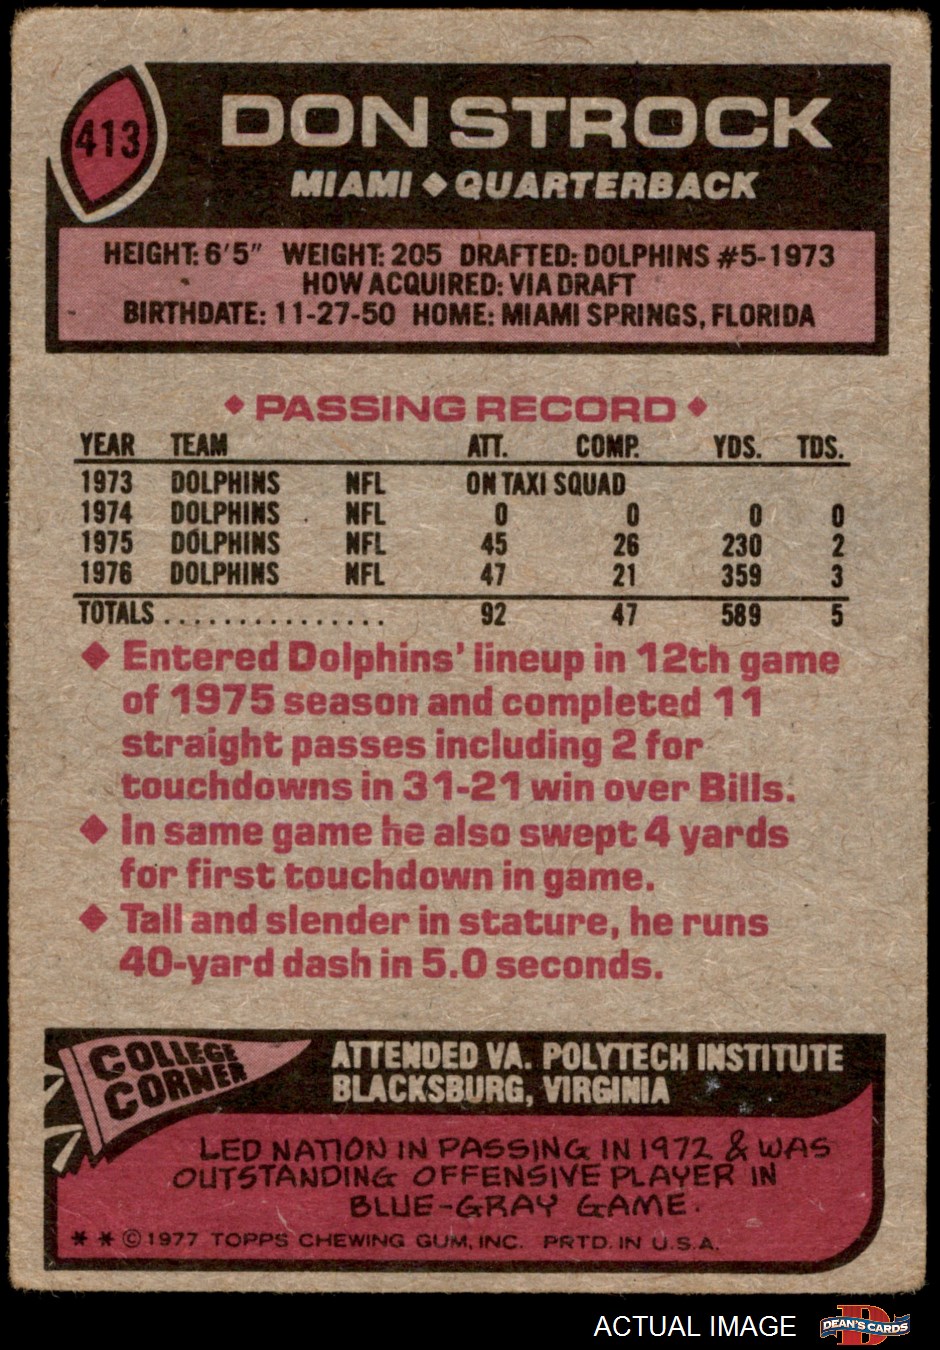 413
DON STROCK
MIAMI ◆ QUARTERBACK
HEIGHT: 6'5" WEIGHT: 205 DRAFTED: DOLPHINS #5-1973
HOW ACQUIRED: VIA DRAFT
BIRTHDATE: 11-27-50 HOME: MIAMI SPRINGS, FLORIDA
◆ PASSING RECORD ◆
YEAR TEAM ATT. COMP. YDS. TDS.
1973 DOLPHINS NFL ON TAXI SQUAD
1974 DOLPHINS NFL 0 0 0 0
1975 DOLPHINS NFL 45 26 230 2
1976 DOLPHINS NFL 47 21 359 3
TOTALS ............... 92 47 589 5
◆ Entered Dolphins' lineup in 12th game
of 1975 season and completed 11
straight passes including 2 for
touchdowns in 31-21 win over Bills.
◆ In same game he also swept 4 yards
for first touchdown in game.
◆ Tall and slender in stature, he runs
40-yard dash in 5.0 seconds.
COLLEGE
CORNER
ATTENDED VA. POLYTECH INSTITUTE
BLACKSBURG, VIRGINIA
LED NATION IN PASSING IN 1972 & WAS
OUTSTANDING OFFENSIVE PLAYER IN
BLUE-GRAY GAME.
* * © 1977 TOPPS CHEWING GUM, INC. PRTD. IN U.S.A.
ACTUAL IMAGE
D
DEAN'S CARDS